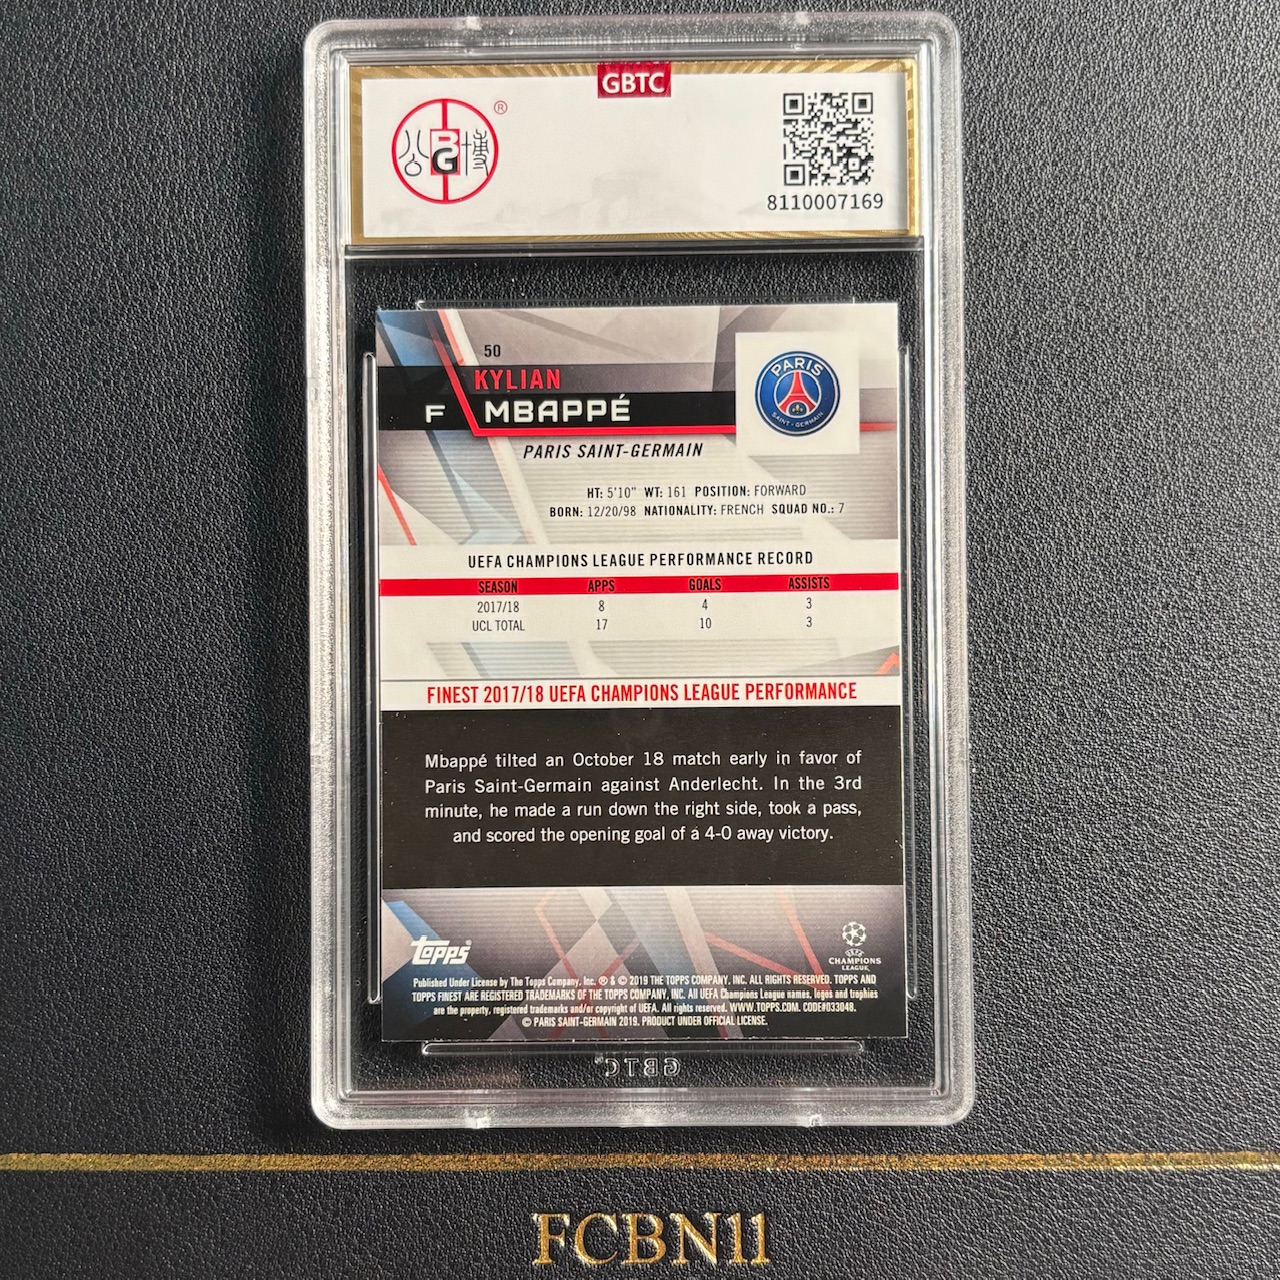 GBTC
公 BG 博 ®
8110007169
50
KYLIAN
F MBAPPÉ
PARIS
SAINT-GERMAIN
PARIS SAINT-GERMAIN
HT: 5'10" WT: 161 POSITION: FORWARD
BORN: 12/20/98 NATIONALITY: FRENCH SQUAD NO.: 7
UEFA CHAMPIONS LEAGUE PERFORMANCE RECORD
SEASON APPS GOALS ASSISTS
2017/18 8 4 3
UCL TOTAL 17 10 3
FINEST 2017/18 UEFA CHAMPIONS LEAGUE PERFORMANCE
Mbappé tilted an October 18 match early in favor of
Paris Saint-Germain against Anderlecht. In the 3rd
minute, he made a run down the right side, took a pass,
and scored the opening goal of a 4-0 away victory.
topps®
UEFA
CHAMPIONS
LEAGUE.
Published Under License by The Topps Company, Inc. ® & © 2019 THE TOPPS COMPANY, INC. ALL RIGHTS RESERVED. TOPPS AND
TOPPS FINEST ARE REGISTERED TRADEMARKS OF THE TOPPS COMPANY, INC. All UEFA Champions League names, logos and trophies
are the property, registered trademarks and/or copyright of UEFA. All rights reserved. WWW.TOPPS.COM. CODE#033048.
© PARIS SAINT-GERMAIN 2019. PRODUCT UNDER OFFICIAL LICENSE.
GBTC
FCBN11